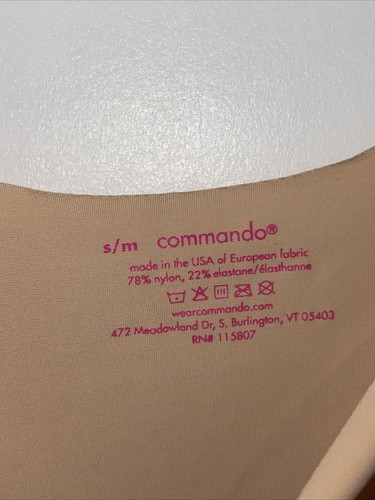 s/m commando®
made in the USA of European fabric
78% nylon, 22% elastane/élasthanne
wearcommando.com
472 Meadowland Dr, S. Burlington, VT 05403
RN# 115807